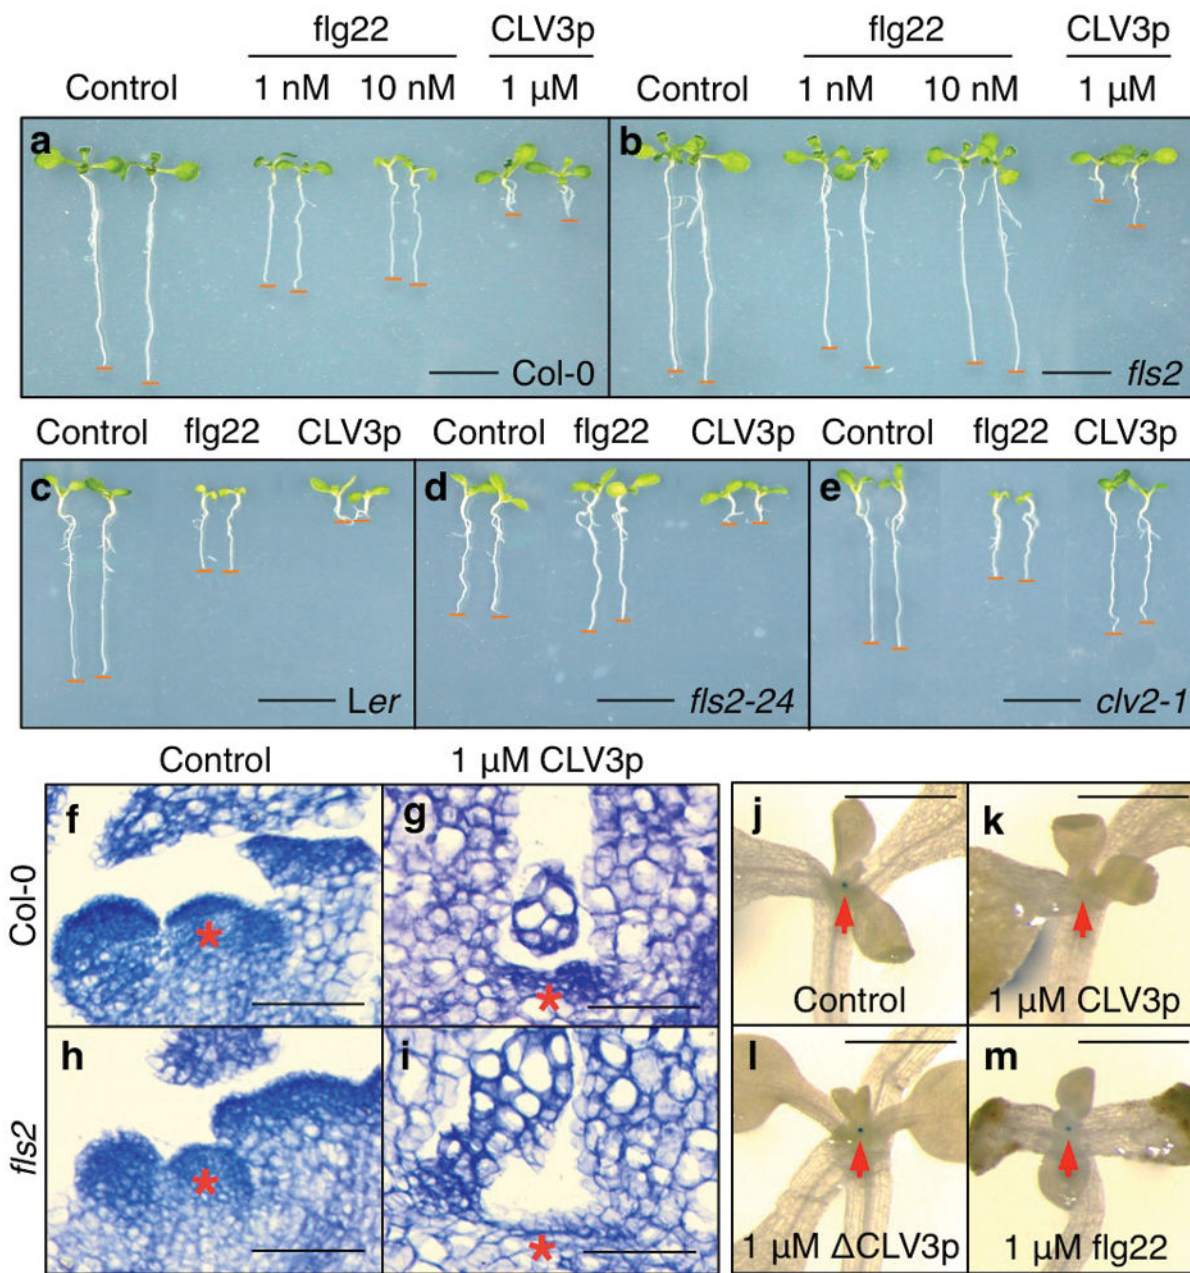 flg22 CLV3p flg22 CLV3p
Control 1 nM 10 nM 1 µM Control 1 nM 10 nM 1 µM
a b
Col-0 fls2
Control flg22 CLV3p Control flg22 CLV3p Control flg22 CLV3p
c d e
Ler fls2-24 clv2-1
Control 1 µM CLV3p
Col-0
f g
fls2
h i
j k
Control 1 µM CLV3p
l m
1 µM ΔCLV3p 1 µM flg22